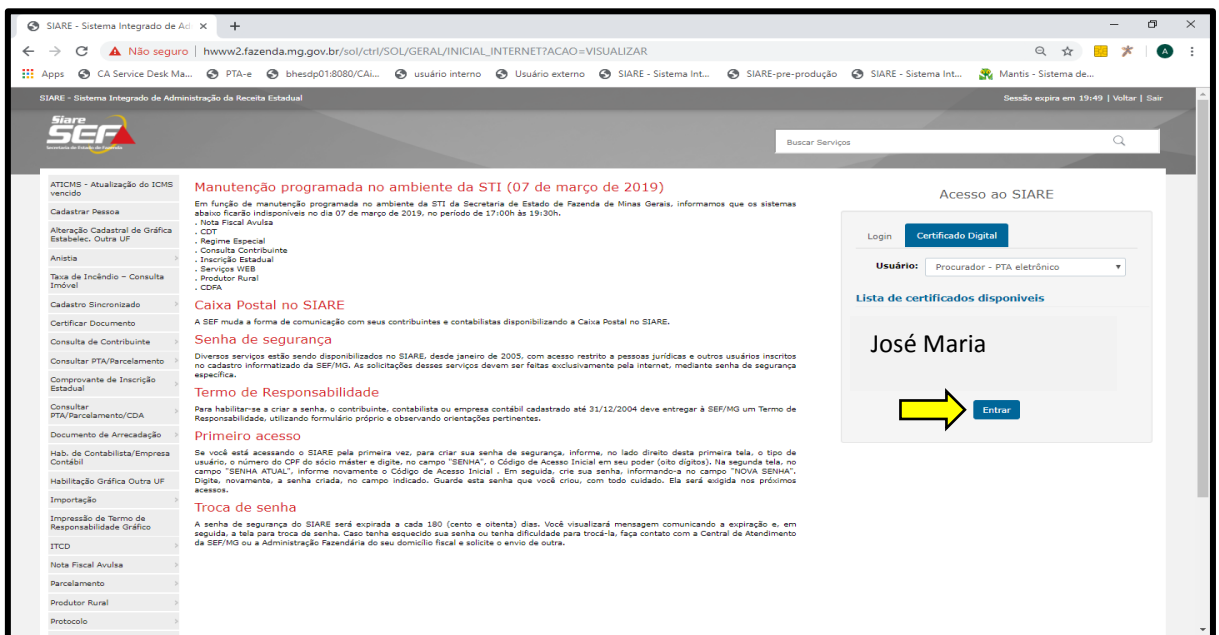 SIARE - Sistema Integrado de Ad
Não seguro | hwww2.fazenda.mg.gov.br/sol/ctrl/SOL/GERAL/INICIAL_INTERNET?ACAO=VISUALIZAR
A
Apps CA Service Desk Ma... PTA-e bhesdp01:8080/CAi... usuário interno Usuário externo SIARE - Sistema Int... SIARE-pre-produção SIARE - Sistema Int... Mantis - Sistema de...
SIARE - Sistema Integrado de Administração da Receita Estadual
Sessão expira em 19:49 | Voltar | Sair
Siare
SEF
Secretaria de Estado de Fazenda
Buscar Serviços
ATICMS - Atualização do ICMS
vencido
Cadastrar Pessoa
Alteração Cadastral de Gráfica
Estabelec. Outra UF
Anistia
Taxa de Incêndio – Consulta
Imóvel
Cadastro Sincronizado
Certificar Documento
Consulta de Contribuinte
Consultar PTA/Parcelamento
Comprovante de Inscrição
Estadual
Consultar
PTA/Parcelamento/CDA
Documento de Arrecadação
Hab. de Contabilista/Empresa
Contábil
Habilitação Gráfica Outra UF
Importação
Impressão de Termo de
Responsabilidade Gráfico
ITCD
Nota Fiscal Avulsa
Parcelamento
Produtor Rural
Protocolo
Manutenção programada no ambiente da STI (07 de março de 2019)
Em função de manutenção programada no ambiente da STI da Secretaria de Estado de Fazenda de Minas Gerais, informamos que os sistemas
abaixo ficarão indisponíveis no dia 07 de março de 2019, no período de 17:00h às 19:30h.
. Nota Fiscal Avulsa
. CDT
. Regime Especial
. Consulta Contribuinte
. Inscrição Estadual
. Serviços WEB
. Produtor Rural
. CDFA
Caixa Postal no SIARE
A SEF muda a forma de comunicação com seus contribuintes e contabilistas disponibilizando a Caixa Postal no SIARE.
Senha de segurança
Diversos serviços estão sendo disponibilizados no SIARE, desde janeiro de 2005, com acesso restrito a pessoas jurídicas e outros usuários inscritos
no cadastro informatizado da SEF/MG. As solicitações desses serviços devem ser feitas exclusivamente pela internet, mediante senha de segurança
específica.
Termo de Responsabilidade
Para habilitar-se a criar a senha, o contribuinte, contabilista ou empresa contábil cadastrado até 31/12/2004 deve entregar à SEF/MG um Termo de
Responsabilidade, utilizando formulário próprio e observando orientações pertinentes.
Primeiro acesso
Se você está acessando o SIARE pela primeira vez, para criar sua senha de segurança, informe, no lado direito desta primeira tela, o tipo de
usuário, o número do CPF do sócio máster e digite, no campo "SENHA", o Código de Acesso Inicial em seu poder (oito dígitos). Na segunda tela, no
campo "SENHA ATUAL", informe novamente o Código de Acesso Inicial . Em seguida, crie sua senha, informando-a no campo "NOVA SENHA".
Digite, novamente, a senha criada, no campo indicado. Guarde esta senha que você criou, com todo cuidado. Ela será exigida nos próximos
acessos.
Troca de senha
A senha de segurança do SIARE será expirada a cada 180 (cento e oitenta) dias. Você visualizará mensagem comunicando a expiração e, em
seguida, a tela para troca de senha. Caso tenha esquecido sua senha ou tenha dificuldade para trocá-la, faça contato com a Central de Atendimento
da SEF/MG ou a Administração Fazendária do seu domicílio fiscal e solicite o envio de outra.
Acesso ao SIARE
Login Certificado Digital
Usuário: Procurador - PTA eletrônico
Lista de certificados disponiveis
José Maria
Entrar